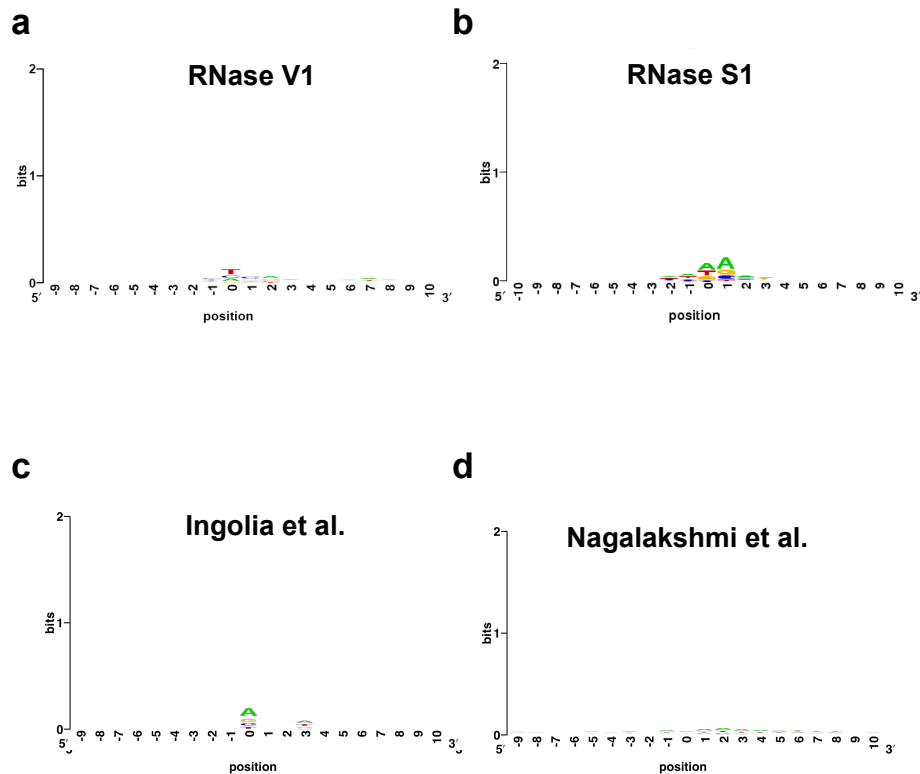 a
RNase V1
2
1
0
bits
5′ -9 -8 -7 -6 -5 -4 -3 -2 -1 0 1 2 3 4 5 6 7 8 9 10 3′
position
b
RNase S1
2
1
0
bits
5′ -10 -9 -8 -7 -6 -5 -4 -3 -2 -1 0 1 2 3 4 5 6 7 8 9 10 3′
A A
T
position
c
Ingolia et al.
2
1
0
bits
5′ -9 -8 -7 -6 -5 -4 -3 -2 -1 0 1 2 3 4 5 6 7 8 9 10 3′
A
position
d
Nagalakshmi et al.
2
1
0
bits
5′ -9 -8 -7 -6 -5 -4 -3 -2 -1 0 1 2 3 4 5 6 7 8 9 10 3′
position